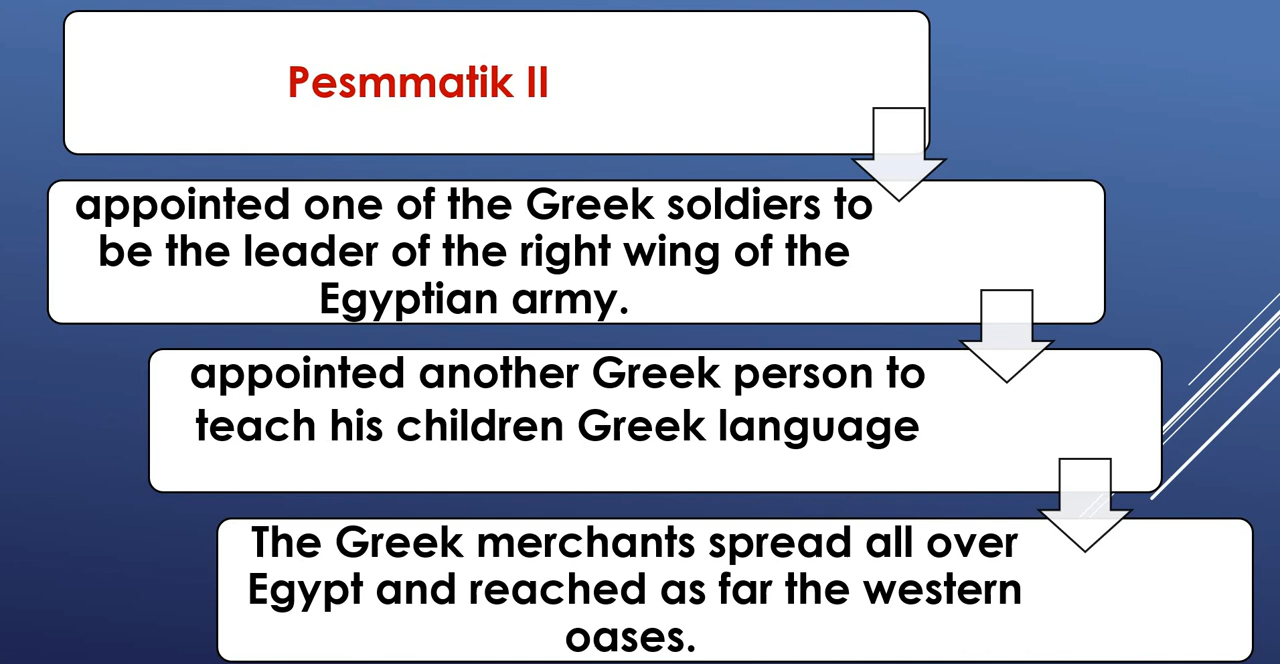 Pesmmatik II
appointed one of the Greek soldiers to
be the leader of the right wing of the
Egyptian army.
appointed another Greek person to
teach his children Greek language
The Greek merchants spread all over
Egypt and reached as far the western
oases.